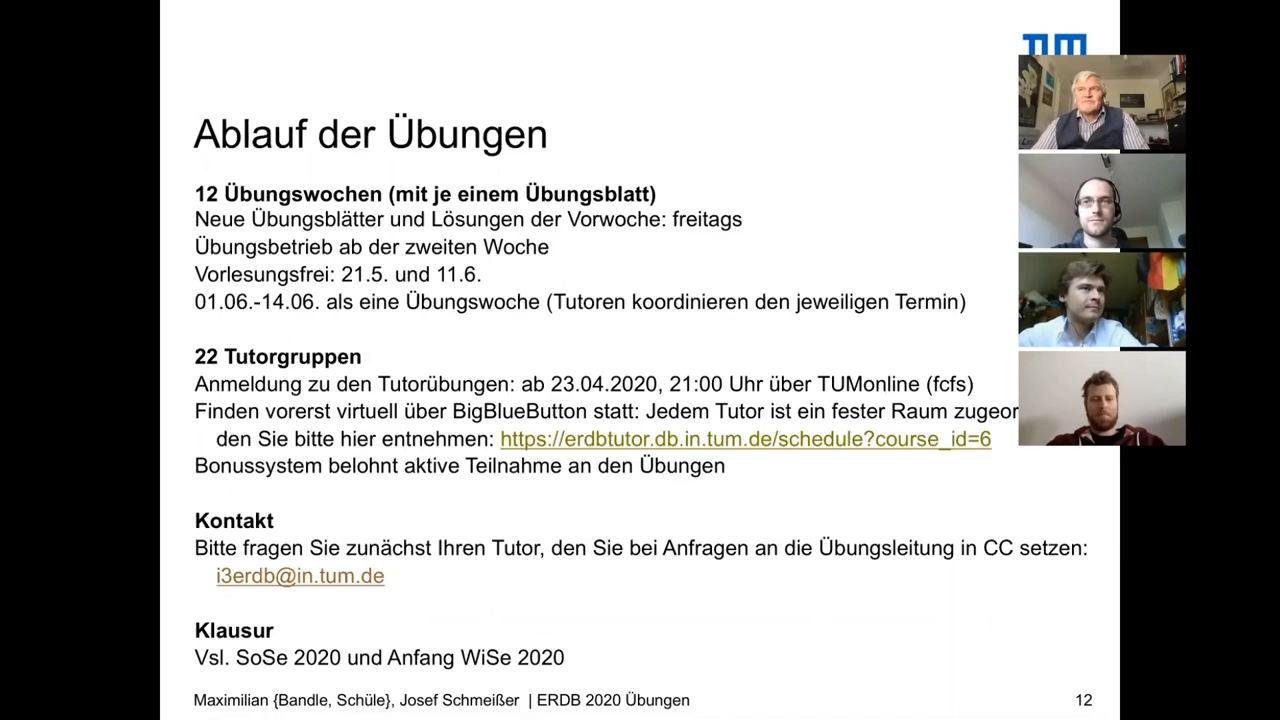 TUM
Ablauf der Übungen
12 Übungswochen (mit je einem Übungsblatt)
Neue Übungsblätter und Lösungen der Vorwoche: freitags
Übungsbetrieb ab der zweiten Woche
Vorlesungsfrei: 21.5. und 11.6.
01.06.-14.06. als eine Übungswoche (Tutoren koordinieren den jeweiligen Termin)
22 Tutorgruppen
Anmeldung zu den Tutorübungen: ab 23.04.2020, 21:00 Uhr über TUMonline (fcfs)
Finden vorerst virtuell über BigBlueButton statt: Jedem Tutor ist ein fester Raum zugeor
den Sie bitte hier entnehmen: https://erdbtutor.db.in.tum.de/schedule?course_id=6
Bonussystem belohnt aktive Teilnahme an den Übungen
Kontakt
Bitte fragen Sie zunächst Ihren Tutor, den Sie bei Anfragen an die Übungsleitung in CC setzen:
i3erdb@in.tum.de
Klausur
Vsl. SoSe 2020 und Anfang WiSe 2020
Maximilian {Bandle, Schüle}, Josef Schmeißer | ERDB 2020 Übungen 12